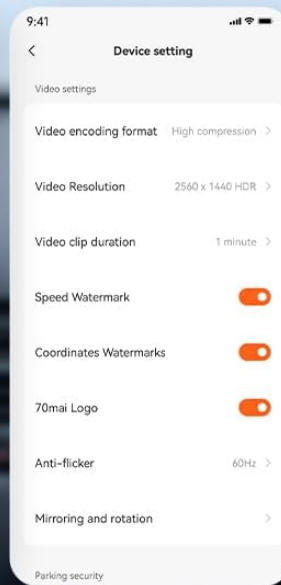 9:41
Device setting
Video settings
Video encoding format High compression
Video Resolution 2560 x 1440 HDR
Video clip duration 1 minute
Speed Watermark
Coordinates Watermarks
70mai Logo
Anti-flicker 60Hz
Mirroring and rotation
Parking security